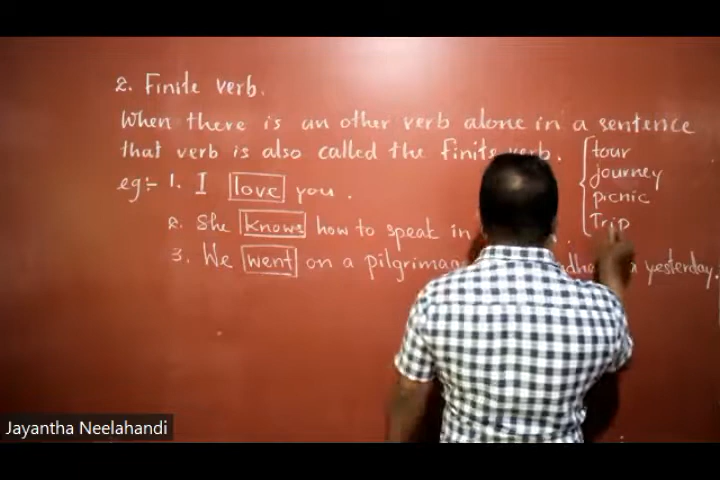 2. Finite verb.
When there is an other verb alone in a sentence
that verb is also called the finite verb.
tour
journey
picnic
Trip
eg:- 1. I love you.
2. She knows how to speak in
3. We went on a yesterday.
Jayantha Neelahandi